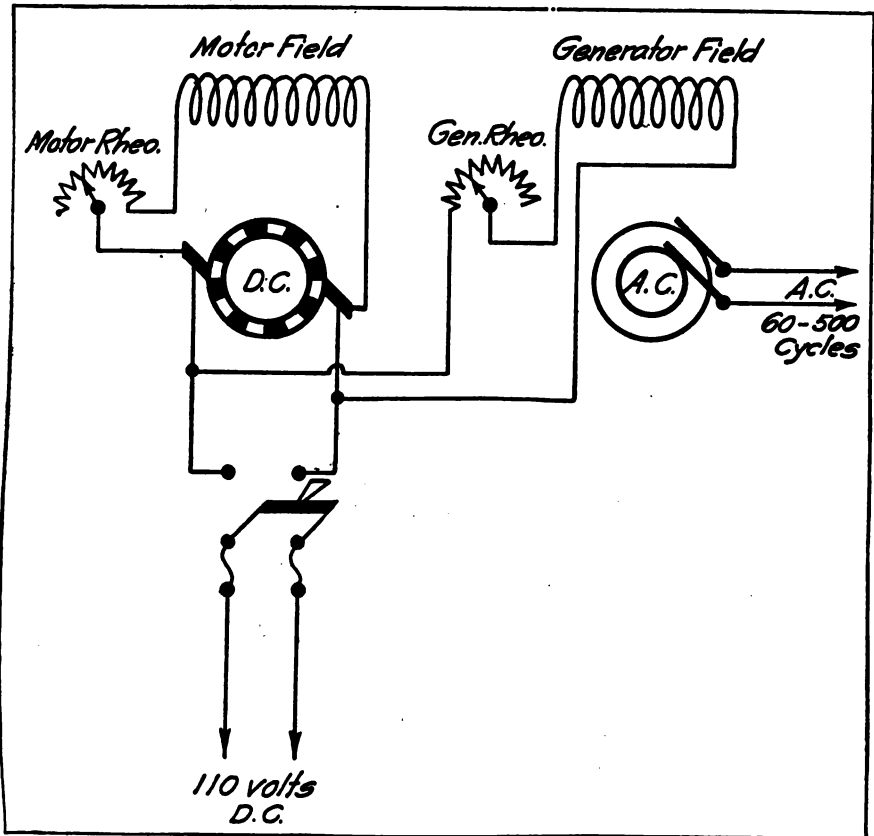 Motor Field
Generator Field
Motor Rheo.
Gen. Rheo.
D.C.
A.C.
A.C.
60-500
Cycles
110 volts
D.C.